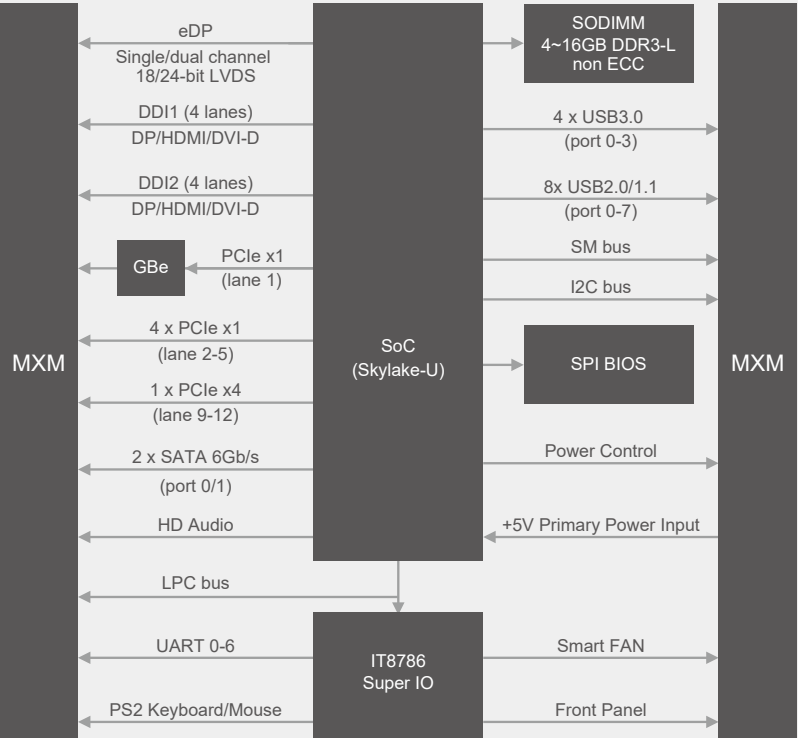 MXM
eDP
Single/dual channel
18/24-bit LVDS
DDI1 (4 lanes)
DP/HDMI/DVI-D
DDI2 (4 lanes)
DP/HDMI/DVI-D
GBe
PCIe x1
(lane 1)
4 x PCIe x1
(lane 2-5)
1 x PCIe x4
(lane 9-12)
2 x SATA 6Gb/s
(port 0/1)
HD Audio
LPC bus
UART 0-6
PS2 Keyboard/Mouse
SoC
(Skylake-U)
IT8786
Super IO
SODIMM
4~16GB DDR3-L
non ECC
4 x USB3.0
(port 0-3)
8x USB2.0/1.1
(port 0-7)
SM bus
I2C bus
SPI BIOS
Power Control
+5V Primary Power Input
Smart FAN
Front Panel
MXM